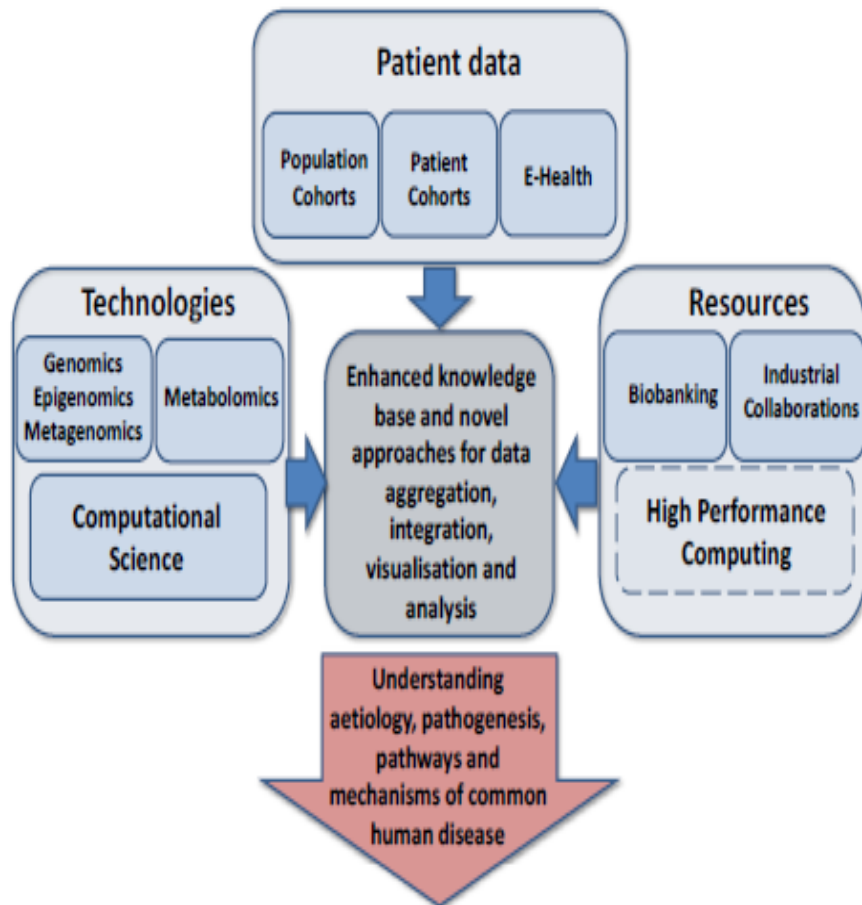 Patient data
Population
Cohorts
Patient
Cohorts
E-Health
Technologies
Genomics
Epigenomics
Metagenomics
Metabolomics
Computational
Science
Enhanced knowledge
base and novel
approaches for data
aggregation,
integration,
visualisation and
analysis
Resources
Biobanking
Industrial
Collaborations
High Performance
Computing
Understanding
aetiology, pathogenesis,
pathways and
mechanisms of common
human disease